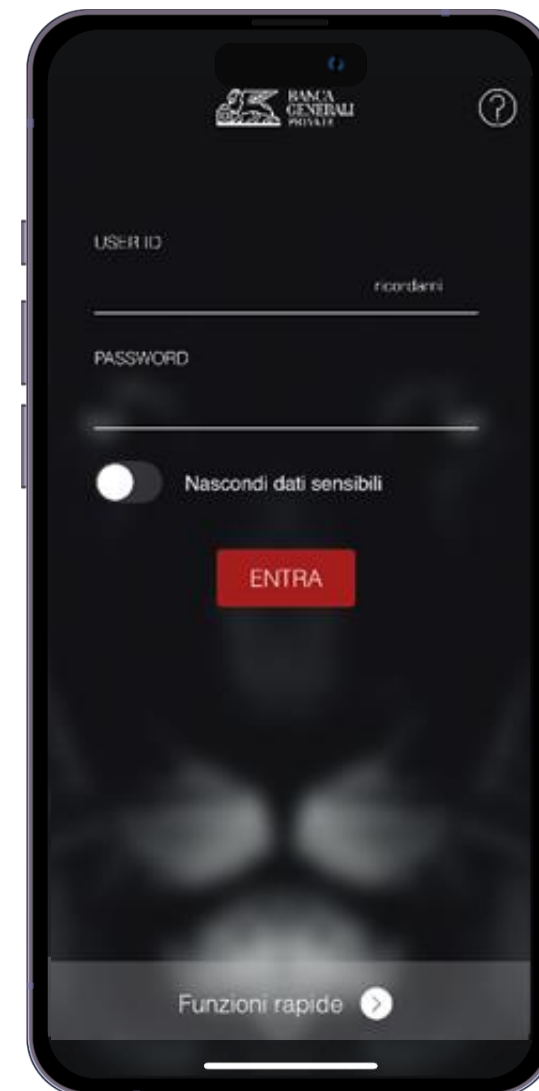 BANCA
GENERALI
PRIVATE
?
USER ID
ricordami
PASSWORD
Nascondi dati sensibili
ENTRA
Funzioni rapide